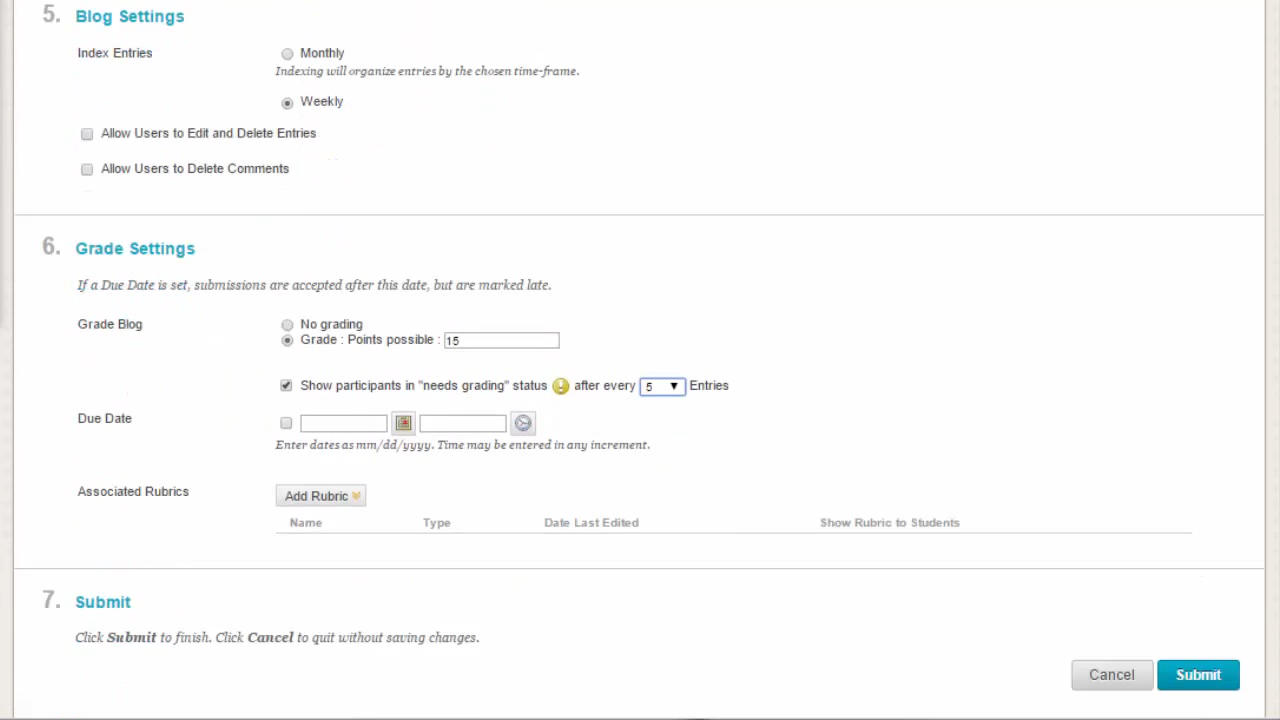 5. Blog Settings
Index Entries
Monthly
Indexing will organize entries by the chosen time-frame.
Weekly
Allow Users to Edit and Delete Entries
Allow Users to Delete Comments
6. Grade Settings
If a Due Date is set, submissions are accepted after this date, but are marked late.
Grade Blog
No grading
Grade : Points possible : 15
Show participants in "needs grading" status after every 5 Entries
Due Date
Enter dates as mm/dd/yyyy. Time may be entered in any increment.
Associated Rubrics
Add Rubric
Name Type Date Last Edited Show Rubric to Students
7. Submit
Click Submit to finish. Click Cancel to quit without saving changes.
Cancel Submit